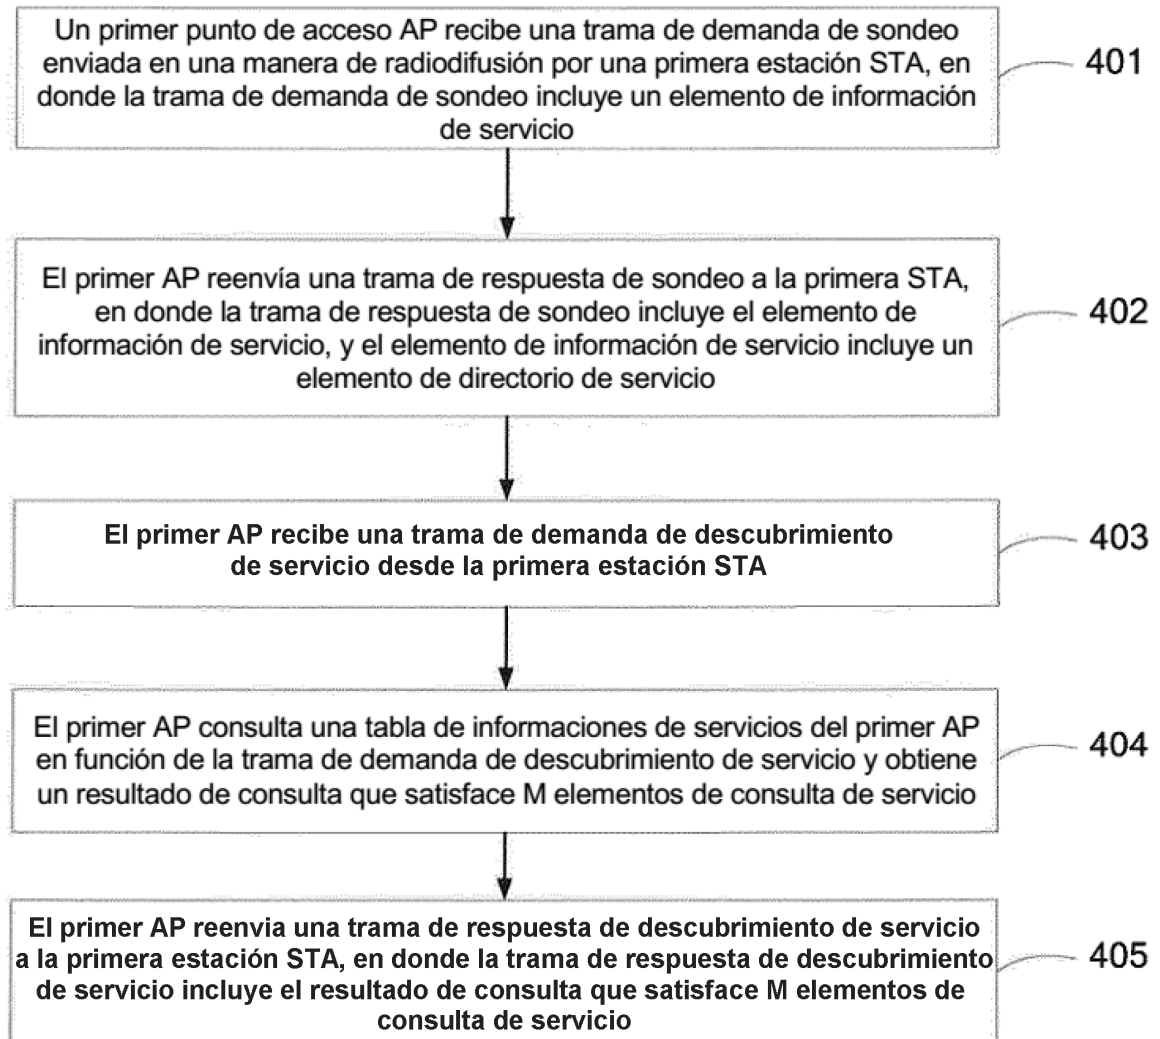 Un primer punto de acceso AP recibe una trama de demanda de sondeo
enviada en una manera de radiodifusión por una primera estación STA, en
donde la trama de demanda de sondeo incluye un elemento de información
de servicio
401
El primer AP reenvía una trama de respuesta de sondeo a la primera STA,
en donde la trama de respuesta de sondeo incluye el elemento de
información de servicio, y el elemento de información de servicio incluye un
elemento de directorio de servicio
402
El primer AP recibe una trama de demanda de descubrimiento
de servicio desde la primera estación STA
403
El primer AP consulta una tabla de informaciones de servicios del primer AP
en función de la trama de demanda de descubrimiento de servicio y obtiene
un resultado de consulta que satisface M elementos de consulta de servicio
404
El primer AP reenvia una trama de respuesta de descubrimiento de servicio
a la primera estación STA, en donde la trama de respuesta de descubrimiento
de servicio incluye el resultado de consulta que satisface M elementos de
consulta de servicio
405